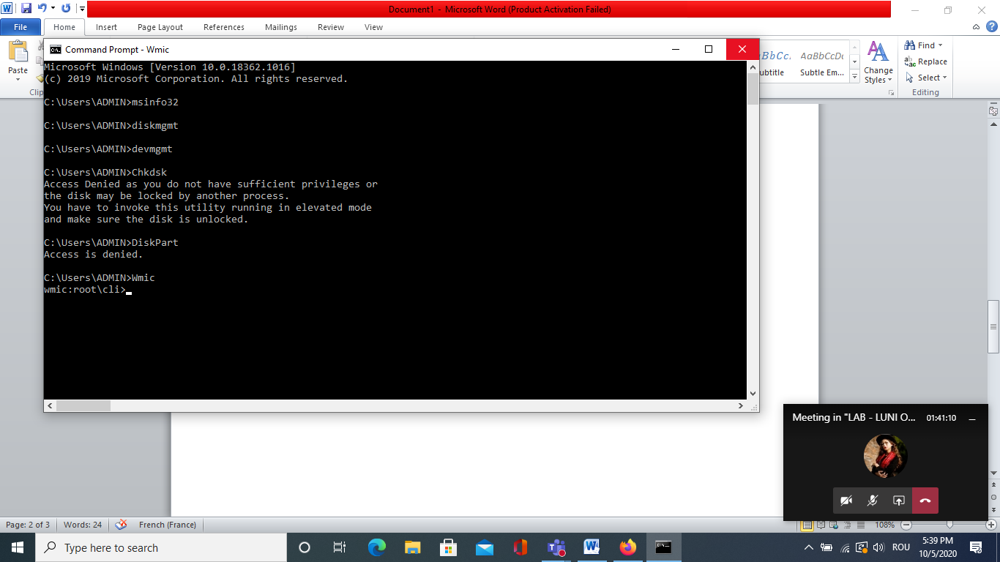 Document1 - Microsoft Word (Product Activation Failed)
File Home Insert Page Layout References Mailings Review View
Paste
Subtle Em...
Change Styles
Find
Replace
Select
Editing
Command Prompt - Wmic
Microsoft Windows [Version 10.0.18362.1016]
(c) 2019 Microsoft Corporation. All rights reserved.
C:\Users\ADMIN>msinfo32
C:\Users\ADMIN>diskmgmt
C:\Users\ADMIN>devmgmt
C:\Users\ADMIN>Chkdsk
Access Denied as you do not have sufficient privileges or
the disk may be locked by another process.
You have to invoke this utility running in elevated mode
and make sure the disk is unlocked.
C:\Users\ADMIN>DiskPart
Access is denied.
C:\Users\ADMIN>Wmic
wmic:root\cli>
Meeting in "LAB - LUNI O... 01:41:10
Page: 2 of 3 Words: 24 French (France) 108%
Type here to search
ROU
5:39 PM
10/5/2020